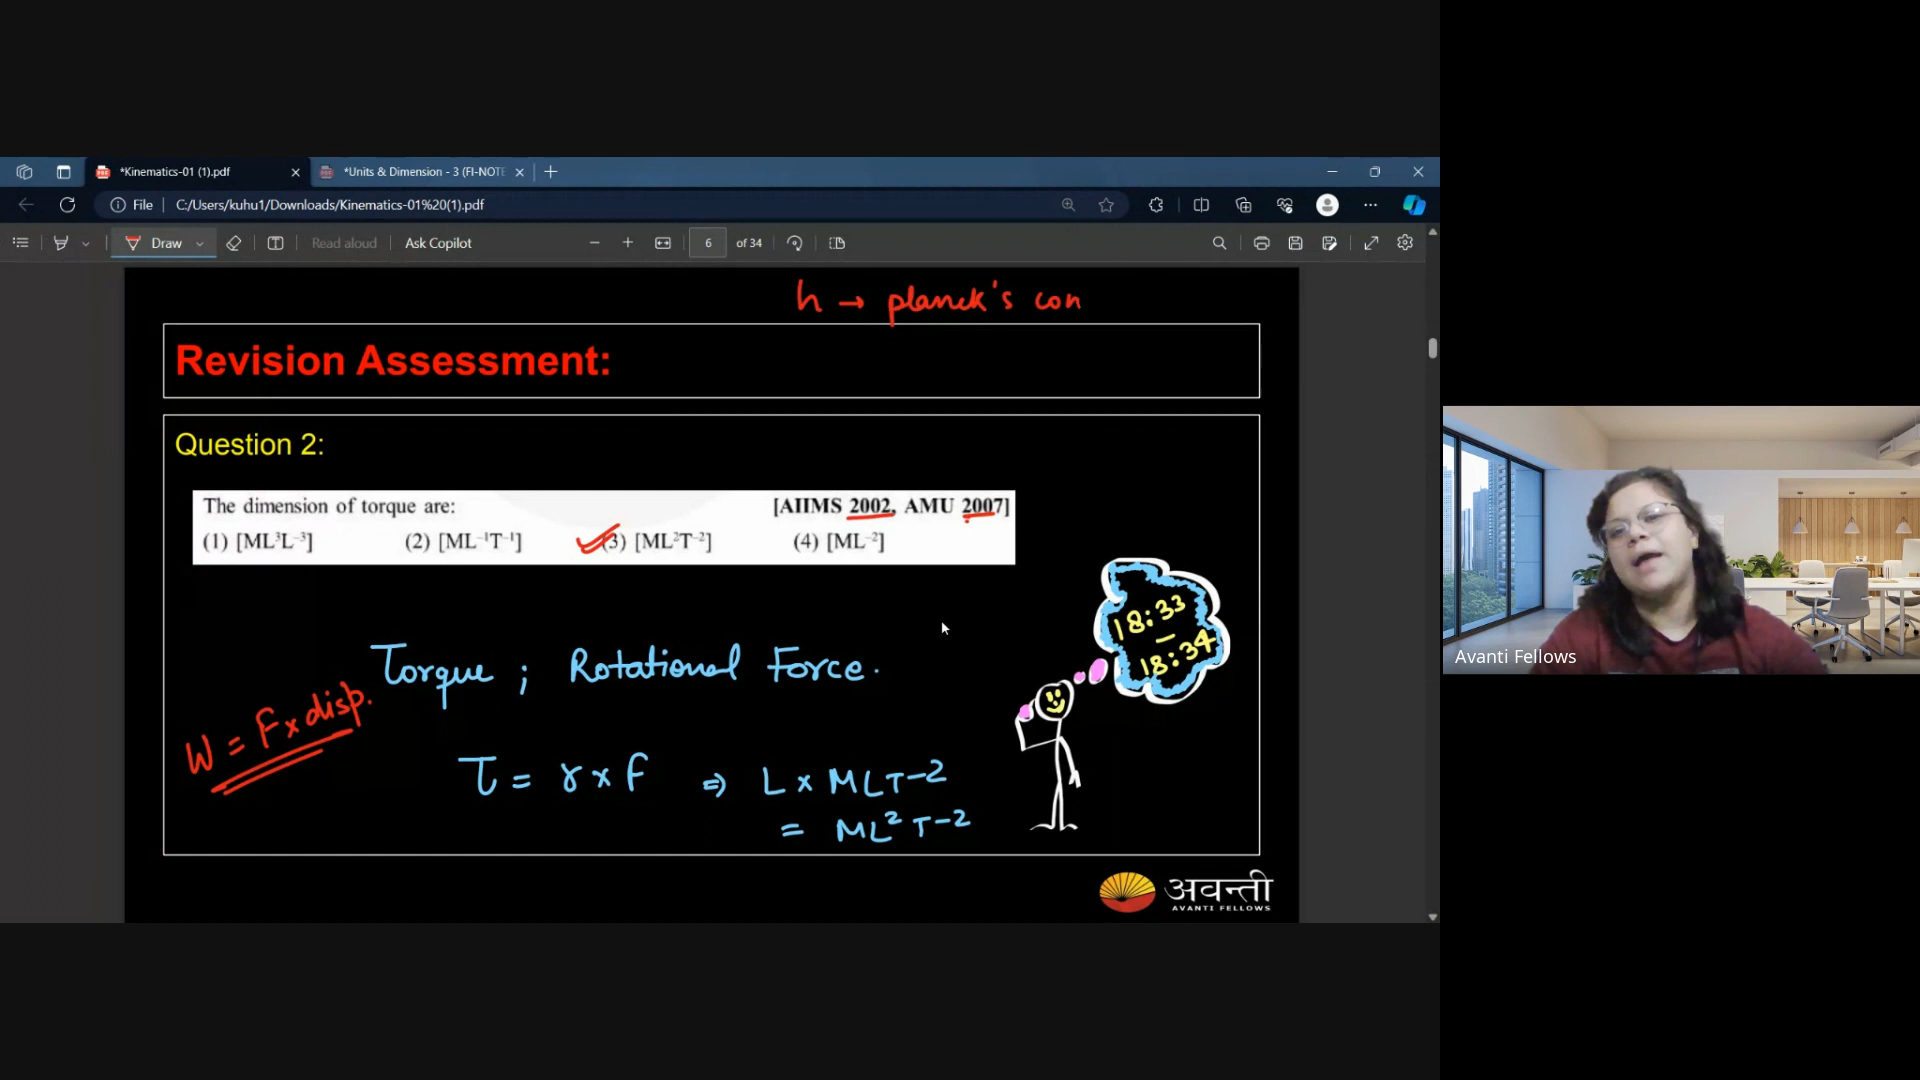 *Kinematics-01 (1).pdf
*Units & Dimension - 3 (FI-NOTE
File
C:/Users/kuhu1/Downloads/Kinematics-01%20(1).pdf
Draw
Read aloud
Ask Copilot
6 of 34
h → planck's con
Revision Assessment:
Question 2:
The dimension of torque are: [AIIMS 2002, AMU 2007]
(1) [ML³L⁻³] (2) [ML⁻¹T⁻¹] (3) [ML²T⁻²] (4) [ML⁻²]
18:33
—
18:34
Torque ; Rotational Force.
W = F x disp.
τ = r x F ⇒ L x MLT-2
= ML² T-2
अवन्ती
AVANTI FELLOWS
Avanti Fellows